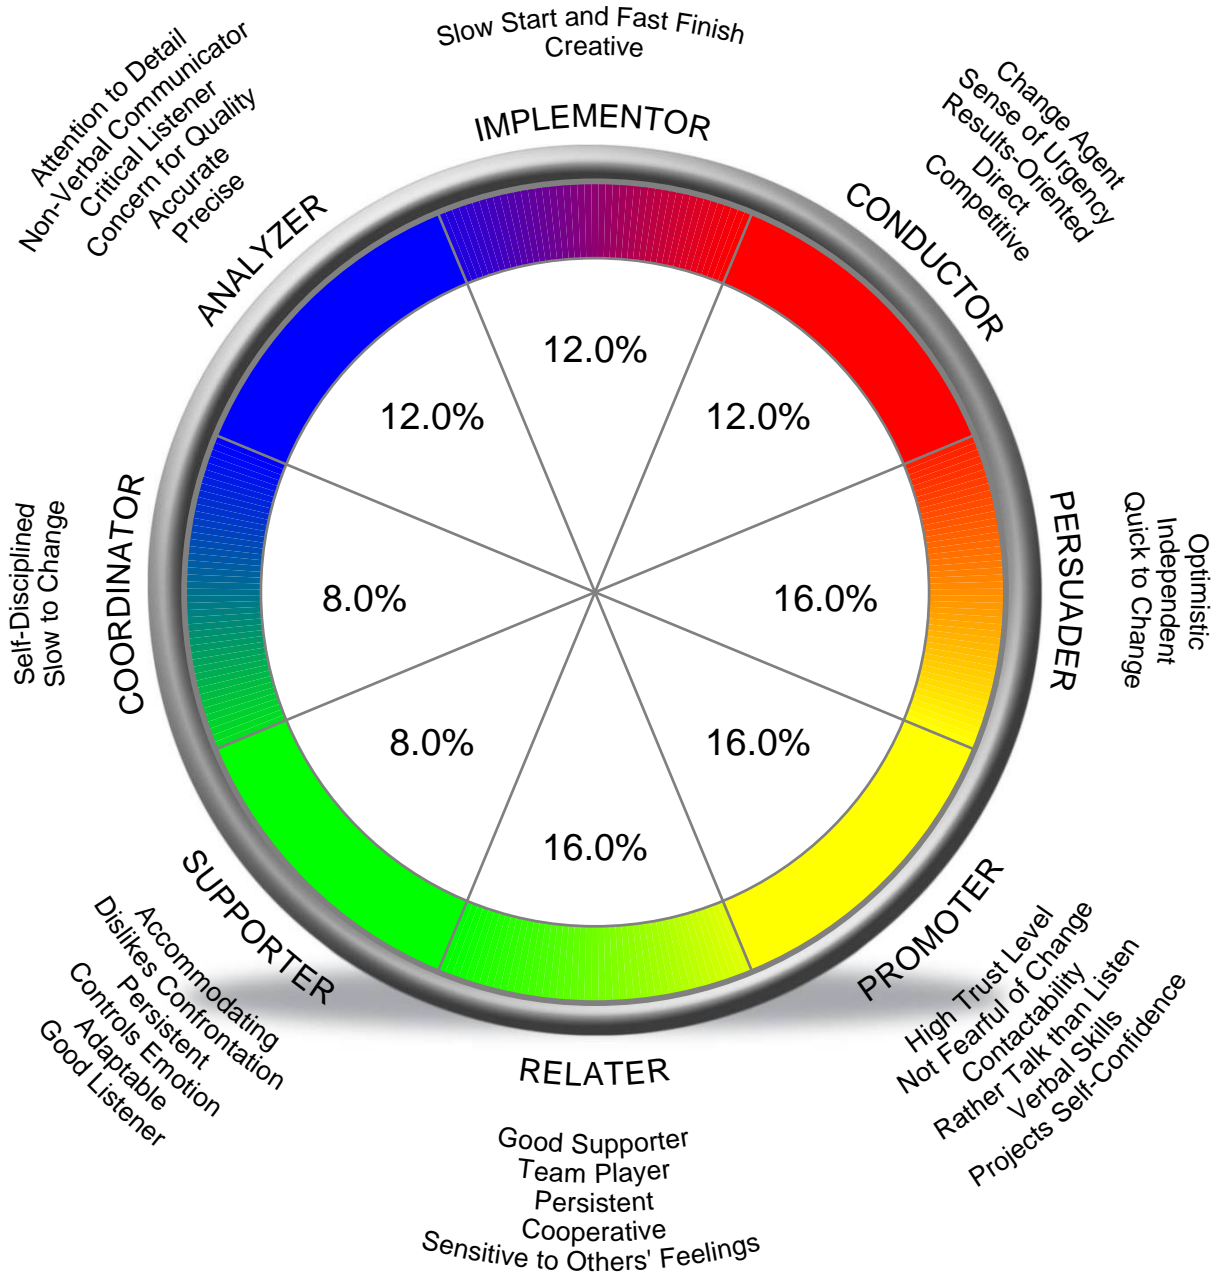 Slow Start and Fast Finish
Creative
IMPLEMENTOR
12.0%
Change Agent
Sense of Urgency
Results-Oriented
Direct
Competitive
CONDUCTOR
12.0%
Optimistic
Independent
Quick to Change
PERSUADER
16.0%
PROMOTER
16.0%
High Trust Level
Not Fearful of Change
Contactability
Rather Talk than Listen
Verbal Skills
Projects Self-Confidence
16.0%
RELATER
Good Supporter
Team Player
Persistent
Cooperative
Sensitive to Others' Feelings
8.0%
SUPPORTER
Accommodating
Dislikes Confrontation
Persistent
Controls Emotion
Adaptable
Good Listener
8.0%
COORDINATOR
Self-Disciplined
Slow to Change
12.0%
ANALYZER
Attention to Detail
Non-Verbal Communicator
Critical Listener
Concern for Quality
Accurate
Precise